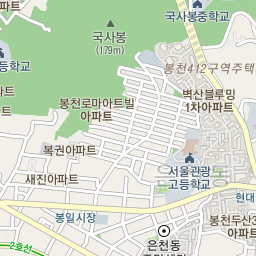 국사봉중학교
국사봉
(179m)
봉천412구역주택
고등학교
봉천로마아트빌
아파트
벽산블루밍
1차아파트
복권아파트
새진아파트
서울관광
고등학교
현대
봉일시장
봉천두산3
아파트
은천동
2호선